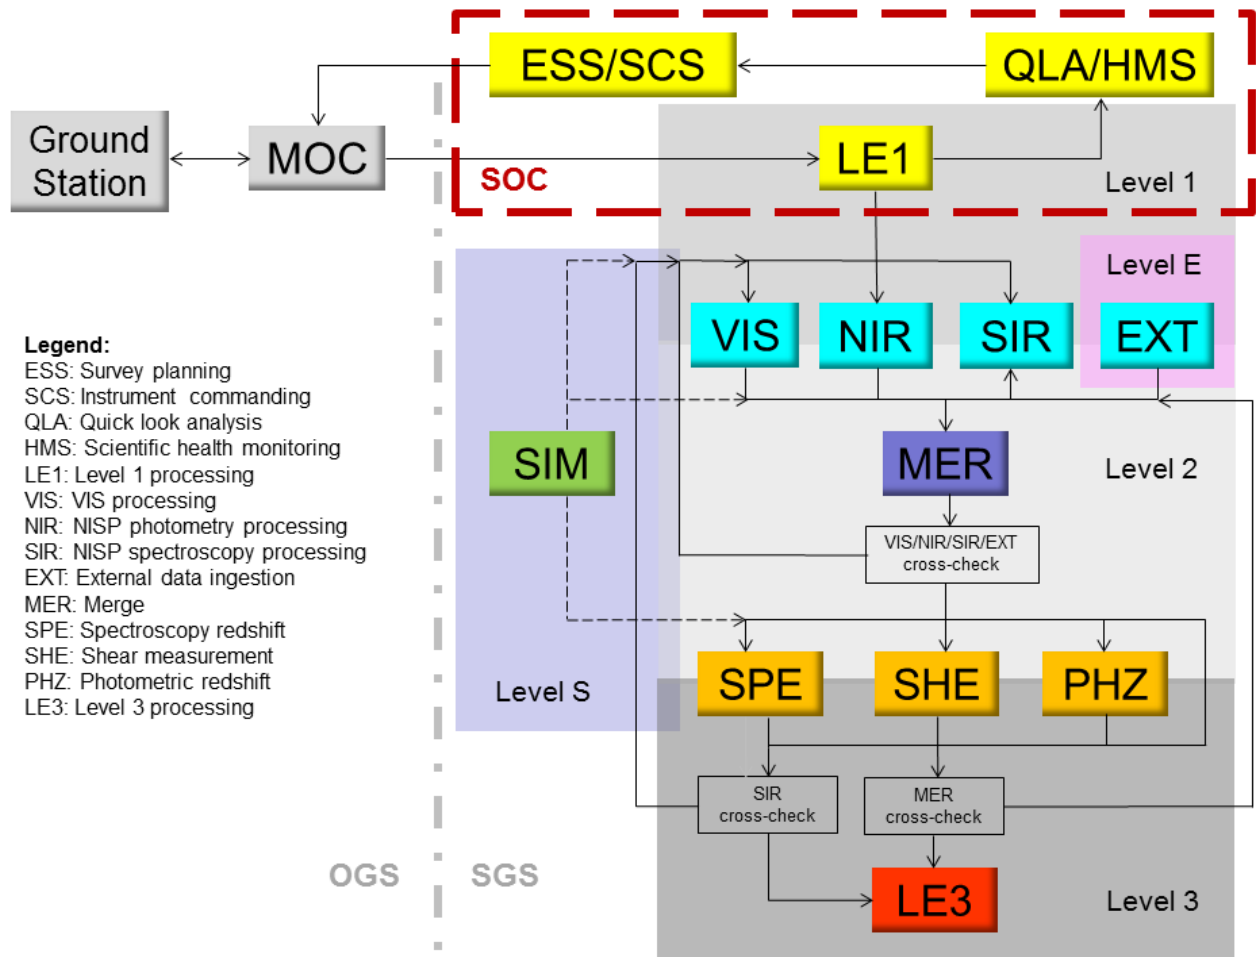 ESS/SCS
QLA/HMS
Ground
Station
MOC
LE1
SOC
Level 1
Level E
VIS
NIR
SIR
EXT
Legend:
ESS: Survey planning
SCS: Instrument commanding
QLA: Quick look analysis
HMS: Scientific health monitoring
LE1: Level 1 processing
VIS: VIS processing
NIR: NISP photometry processing
SIR: NISP spectroscopy processing
EXT: External data ingestion
MER: Merge
SPE: Spectroscopy redshift
SHE: Shear measurement
PHZ: Photometric redshift
LE3: Level 3 processing
SIM
MER
Level 2
VIS/NIR/SIR/EXT
cross-check
Level S
SPE
SHE
PHZ
SIR
cross-check
MER
cross-check
OGS
SGS
LE3
Level 3